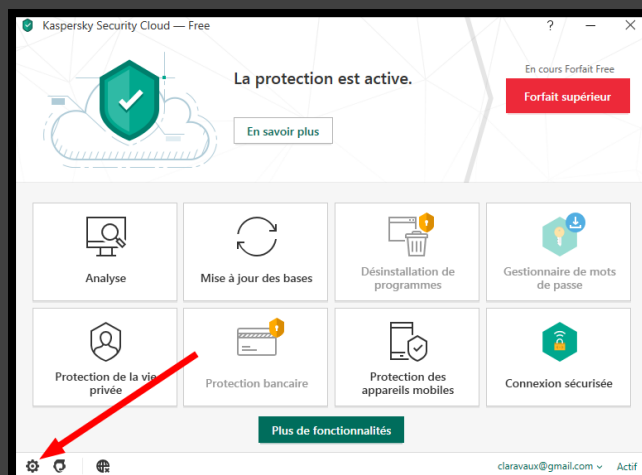 Kaspersky Security Cloud — Free
?
La protection est active.
En savoir plus
En cours Forfait Free
Forfait supérieur
Analyse
Mise à jour des bases
Désinstallation de
programmes
Gestionnaire de mots
de passe
Protection de la vie
privée
Protection bancaire
Protection des
appareils mobiles
Connexion sécurisée
Plus de fonctionnalités
claravaux@gmail.com
Actif